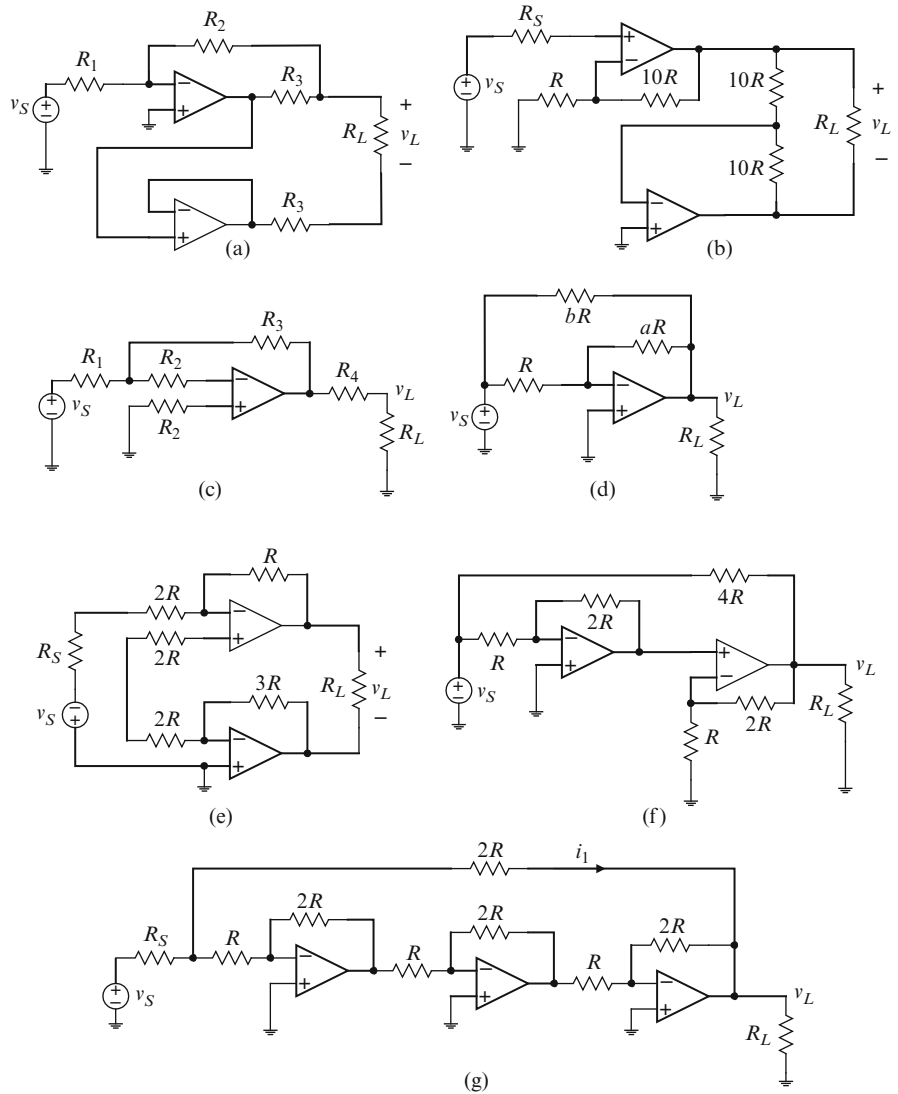 R2
R1
R3
vS
RL
+
vL
−
R3
(a)
RS
vS
R
10R
10R
10R
RL
+
vL
−
(b)
R3
R1
R2
R2
R4
vL
vS
RL
(c)
bR
aR
R
vL
vS
RL
(d)
R
2R
2R
RS
vS
2R
3R
RL
+
vL
−
(e)
4R
2R
R
vS
vL
2R
R
RL
(f)
2R
i1
2R
2R
2R
RS
R
R
R
vS
vL
RL
(g)